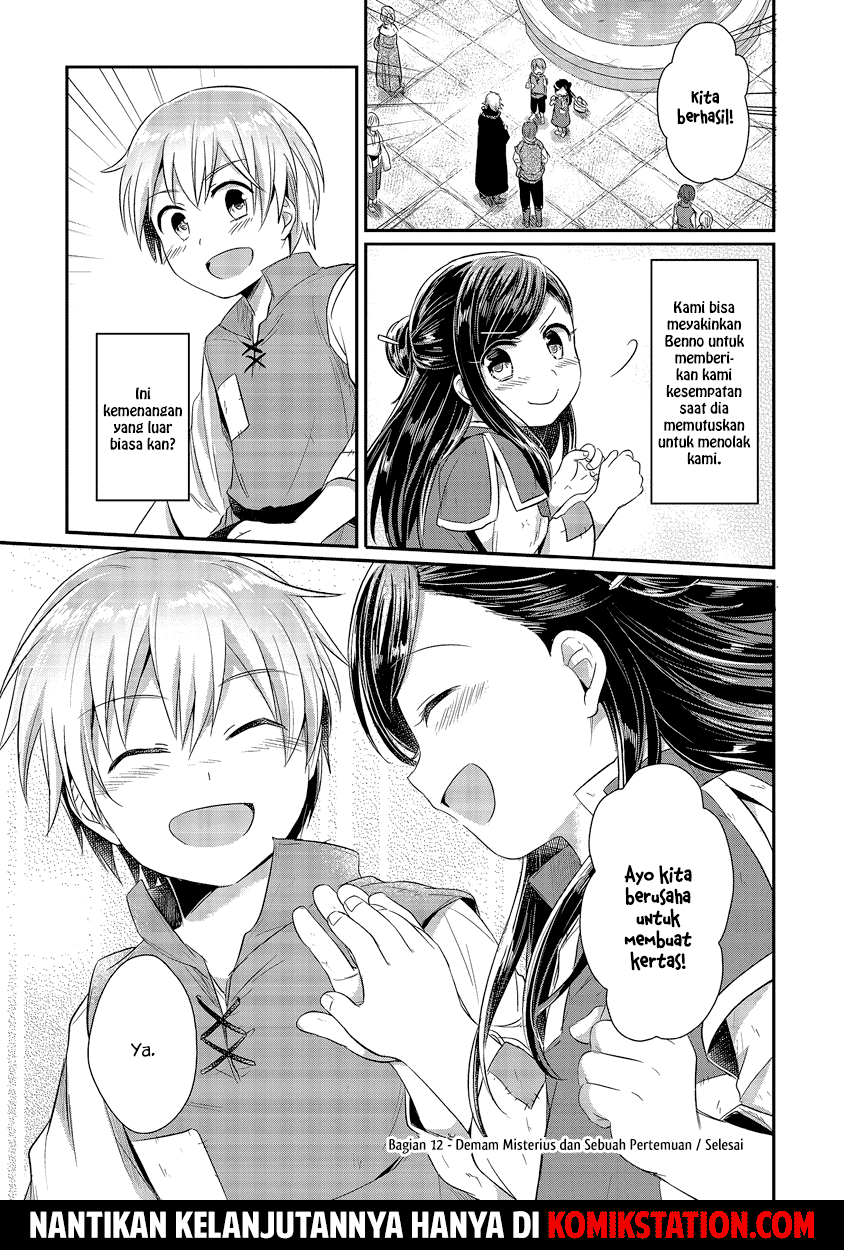 Kita
berhasil!
Kami bisa
meyakinkan
Benno untuk
memberi-
kan kami
kesempatan
saat dia
memutuskan
untuk menolak
kami.
Ini
kemenangan
yang luar
biasa kan?
Ayo kita
berusaha
untuk
membuat
kertas!
Ya.
Bagian 12 - Demam Misterius dan Sebuah Pertemuan / Selesai
NANTIKAN KELANJUTANNYA HANYA DI KOMIKSTATION.COM